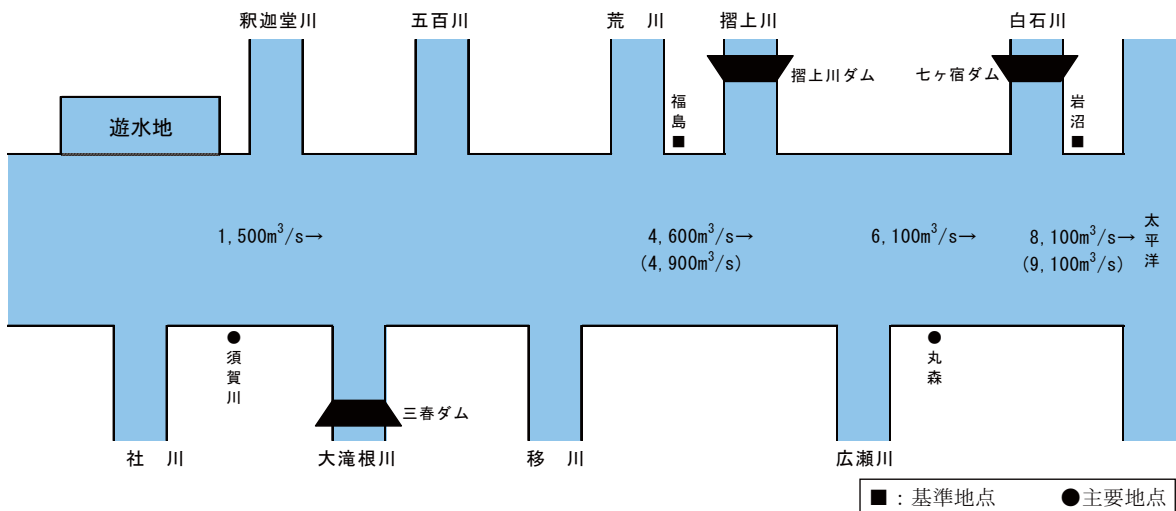 釈迦堂川
五百川
荒 川
摺上川
白石川
摺上川ダム
七ヶ宿ダム
福島
岩沼
遊水地
1,500m³/s→
4,600m³/s→
(4,900m³/s)
6,100m³/s→
8,100m³/s→
(9,100m³/s)
太平洋
須賀川
丸森
三春ダム
社 川
大滝根川
移 川
広瀬川
■：基準地点 ●主要地点